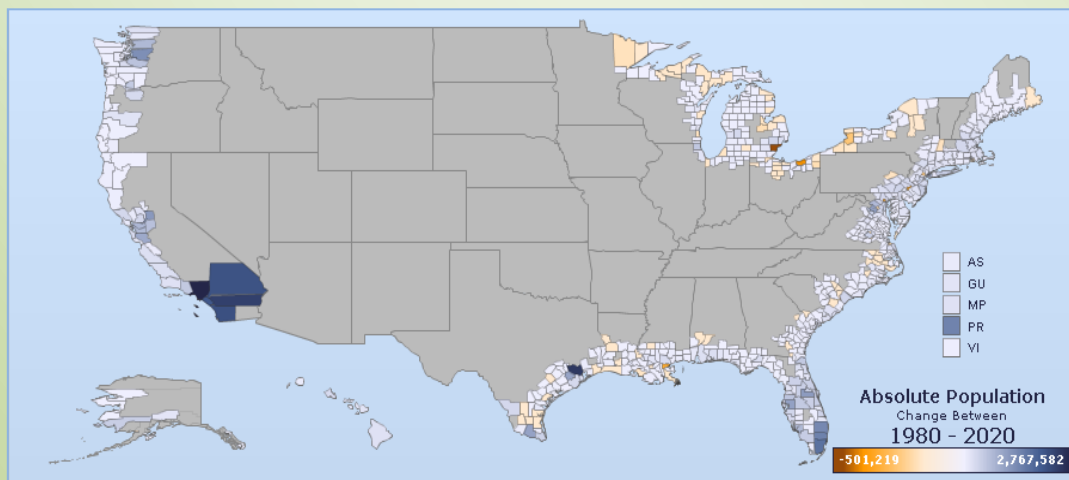 AS
GU
MP
PR
VI
Absolute Population
Change Between
1980 - 2020
-501,219 2,767,582